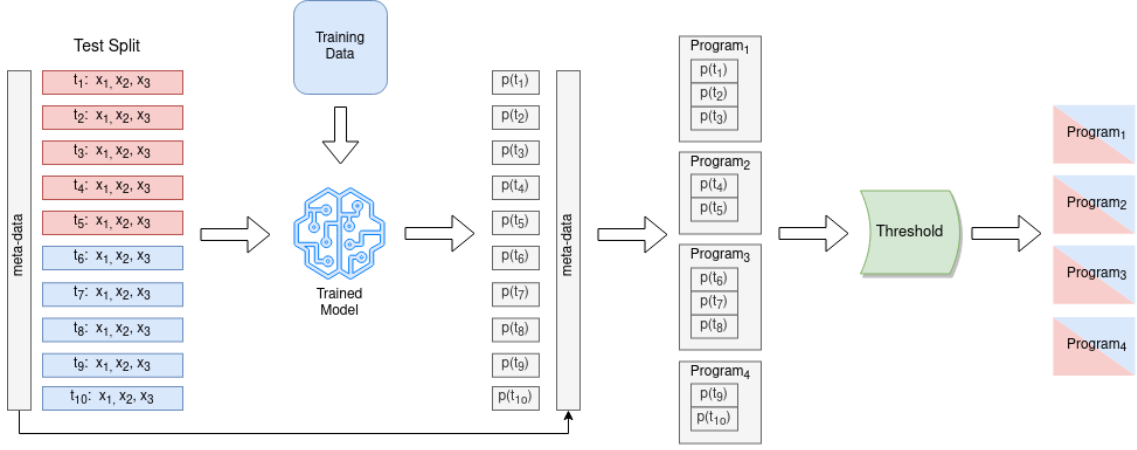 Test Split
meta-data
t1: x1, x2, x3
t2: x1, x2, x3
t3: x1, x2, x3
t4: x1, x2, x3
t5: x1, x2, x3
t6: x1, x2, x3
t7: x1, x2, x3
t8: x1, x2, x3
t9: x1, x2, x3
t10: x1, x2, x3
Training
Data
Trained
Model
p(t1)
p(t2)
p(t3)
p(t4)
p(t5)
p(t6)
p(t7)
p(t8)
p(t9)
p(t10)
meta-data
Program1
p(t1)
p(t2)
p(t3)
Program2
p(t4)
p(t5)
Program3
p(t6)
p(t7)
p(t8)
Program4
p(t9)
p(t10)
Threshold
Program1
Program2
Program3
Program4